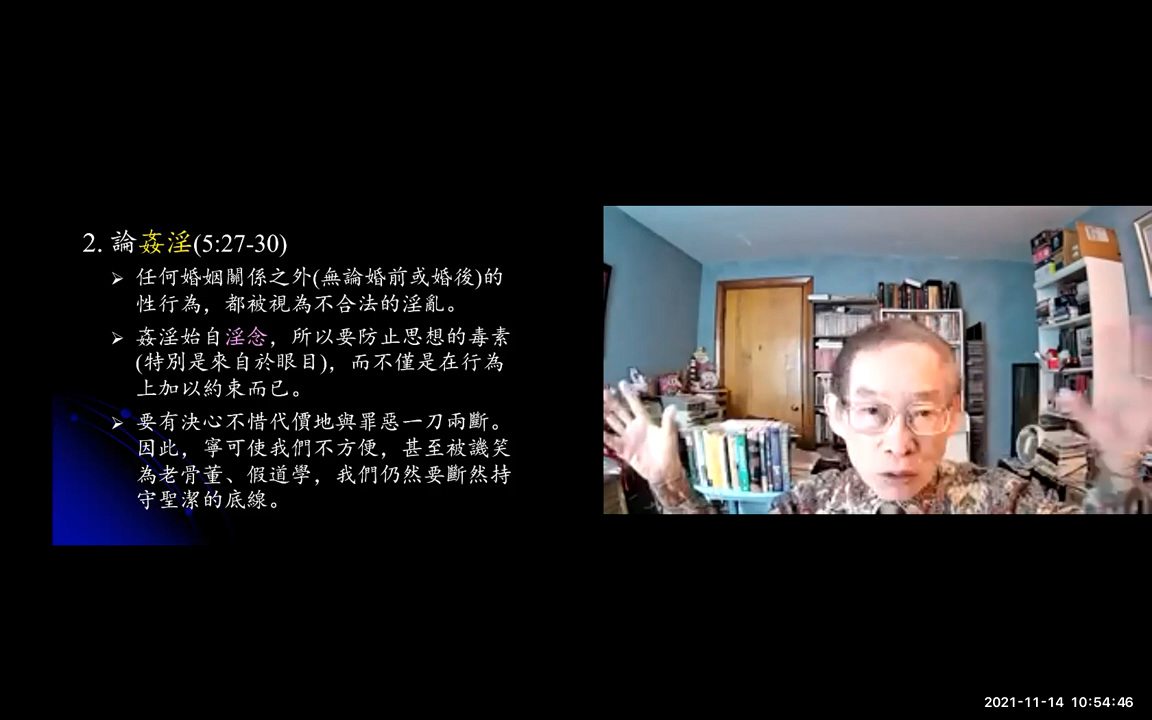 2. 論姦淫(5:27-30)
➢ 任何婚姻關係之外(無論婚前或婚後)的
性行為，都被視為不合法的淫亂。
➢ 姦淫始自淫念，所以要防止思想的毒素
(特別是來自於眼目)，而不僅是在行為
上加以約束而已。
➢ 要有決心不惜代價地與罪惡一刀兩斷。
因此，寧可使我們不方便，甚至被譏笑
為老骨董、假道學，我們仍然要斷然持
守聖潔的底線。
2021-11-14 10:54:46